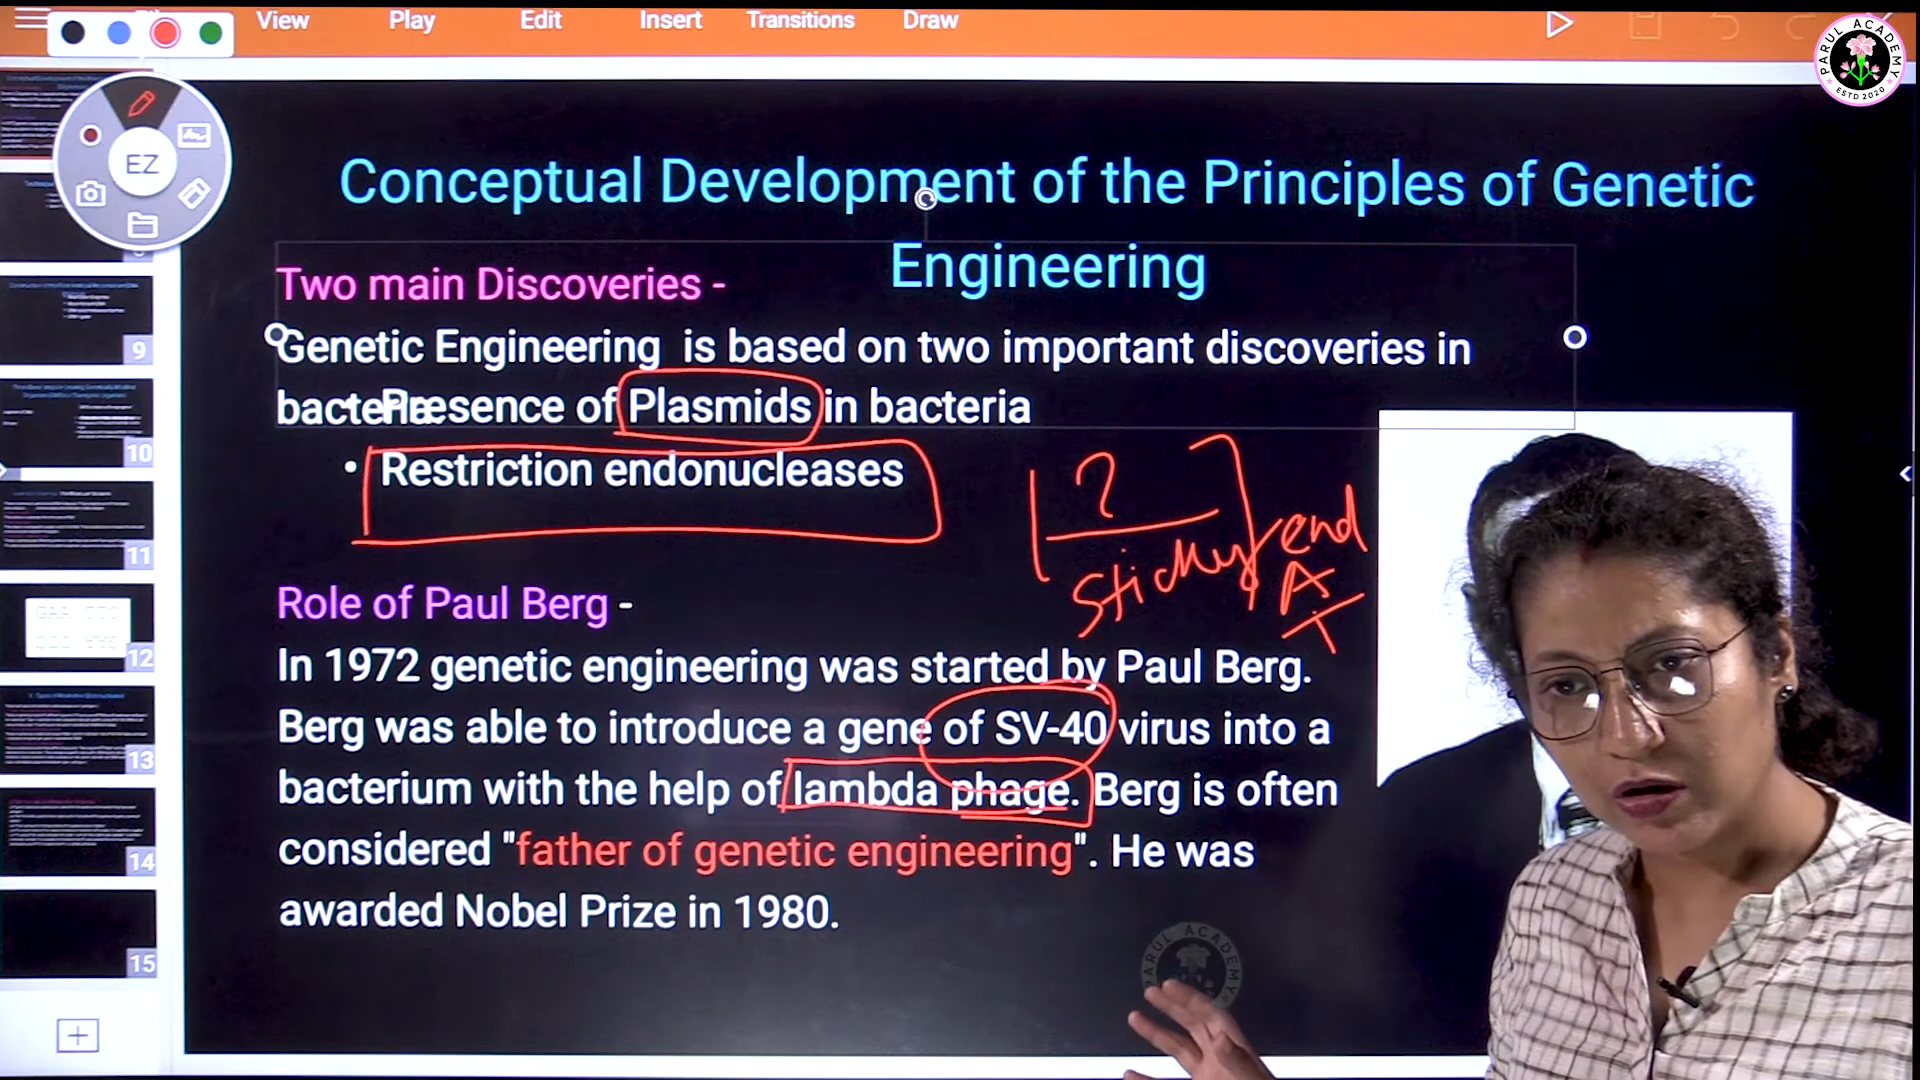 View Play Edit Insert Transitions Draw
PARUL ACADEMY
ESTD 2020
EZ
Conceptual Development of the Principles of Genetic
Engineering
Two main Discoveries -
Genetic Engineering is based on two important discoveries in
bacteria
Presence of Plasmids in bacteria
• Restriction endonucleases
?
Sticky end
A
T
Role of Paul Berg -
In 1972 genetic engineering was started by Paul Berg.
Berg was able to introduce a gene of SV-40 virus into a
bacterium with the help of lambda phage. Berg is often
considered "father of genetic engineering". He was
awarded Nobel Prize in 1980.
PARUL ACADEMY
9
10
11
12
13
14
15